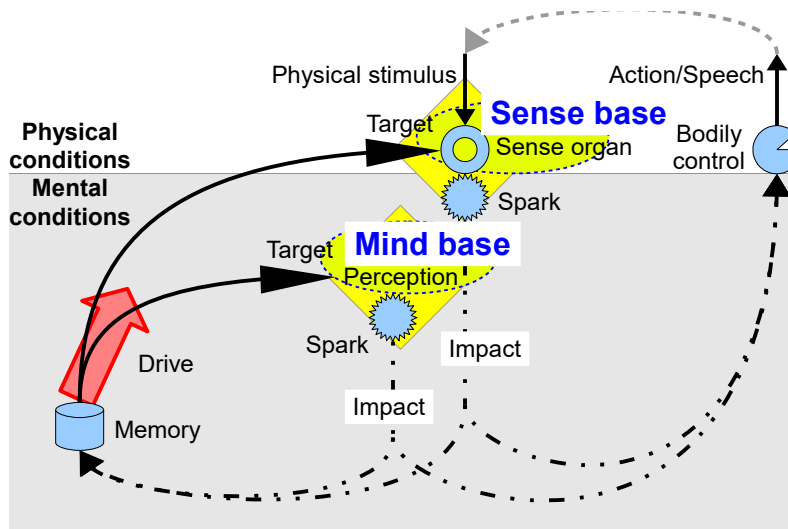 Physical stimulus
Action/Speech
Sense base
Target
Sense organ
Bodily
control
Physical
conditions
Mental
conditions
Spark
Mind base
Target
Perception
Spark
Impact
Drive
Impact
Memory